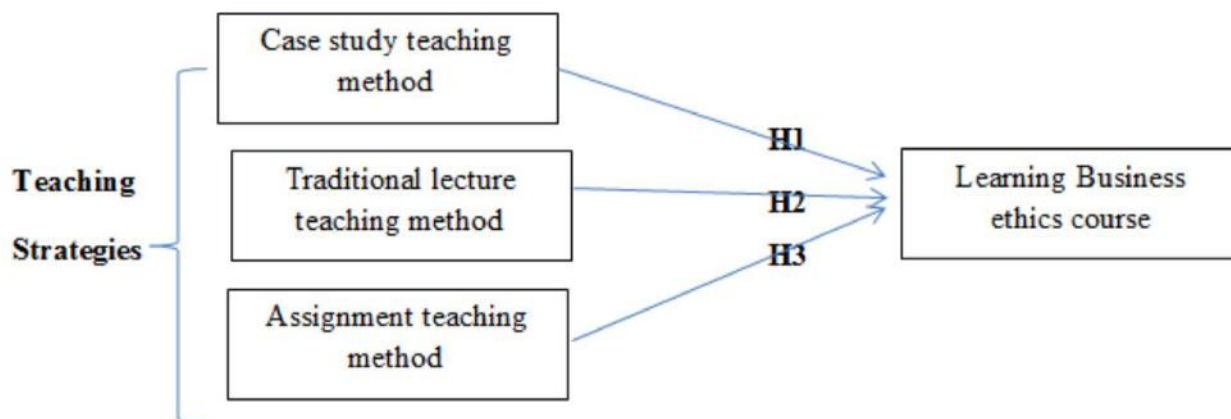 Teaching
Strategies
Case study teaching
method
Traditional lecture
teaching method
Assignment teaching
method
H1
H2
H3
Learning Business
ethics course